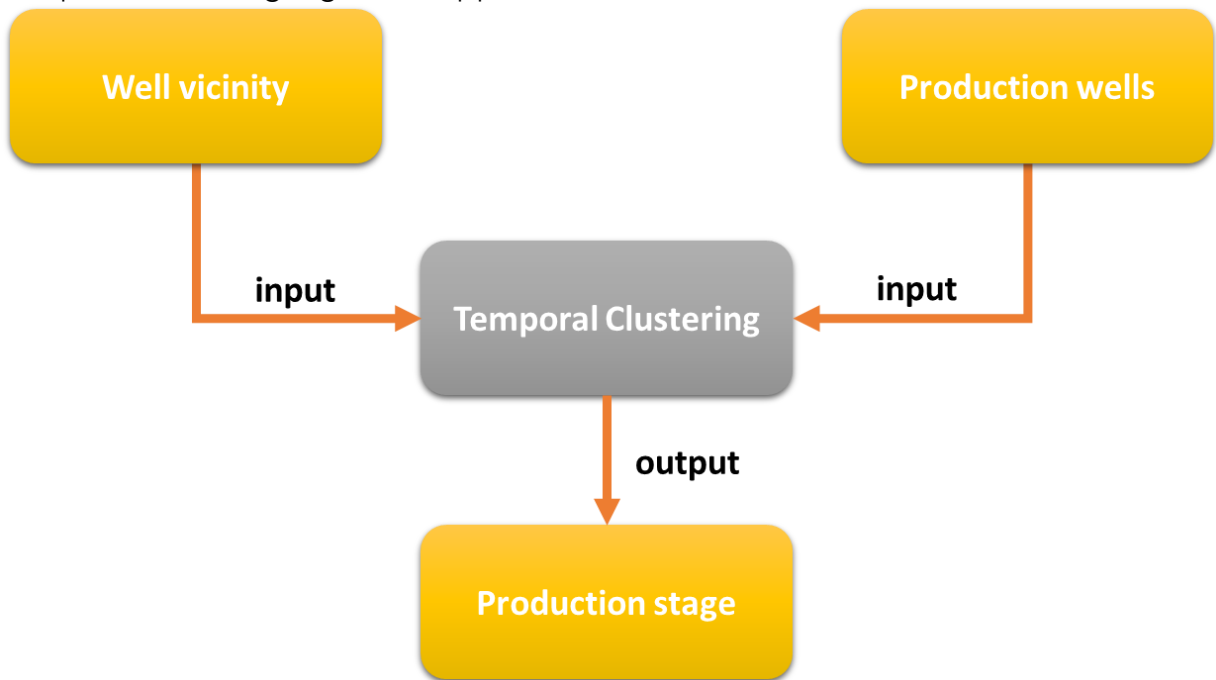 Well vicinity
Production wells
input
input
Temporal Clustering
output
Production stage